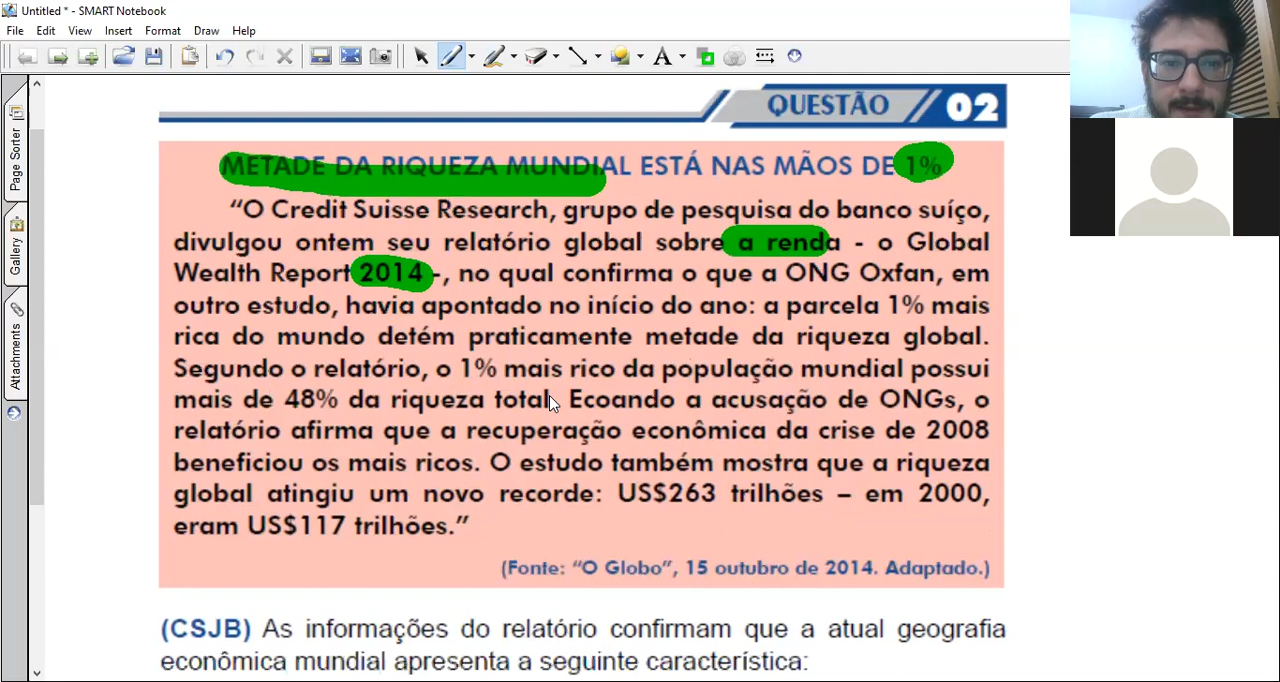 Untitled * - SMART Notebook
File Edit View Insert Format Draw Help
Page Sorter
Gallery
Attachments
QUESTÃO 02
METADE DA RIQUEZA MUNDIAL ESTÁ NAS MÃOS DE 1%
“O Credit Suisse Research, grupo de pesquisa do banco suíço,
divulgou ontem seu relatório global sobre a renda - o Global
Wealth Report 2014 -, no qual confirma o que a ONG Oxfan, em
outro estudo, havia apontado no início do ano: a parcela 1% mais
rica do mundo detém praticamente metade da riqueza global.
Segundo o relatório, o 1% mais rico da população mundial possui
mais de 48% da riqueza total. Ecoando a acusação de ONGs, o
relatório afirma que a recuperação econômica da crise de 2008
beneficiou os mais ricos. O estudo também mostra que a riqueza
global atingiu um novo recorde: US$263 trilhões – em 2000,
eram US$117 trilhões.”
(Fonte: “O Globo”, 15 outubro de 2014. Adaptado.)
(CSJB) As informações do relatório confirmam que a atual geografia
econômica mundial apresenta a seguinte característica: